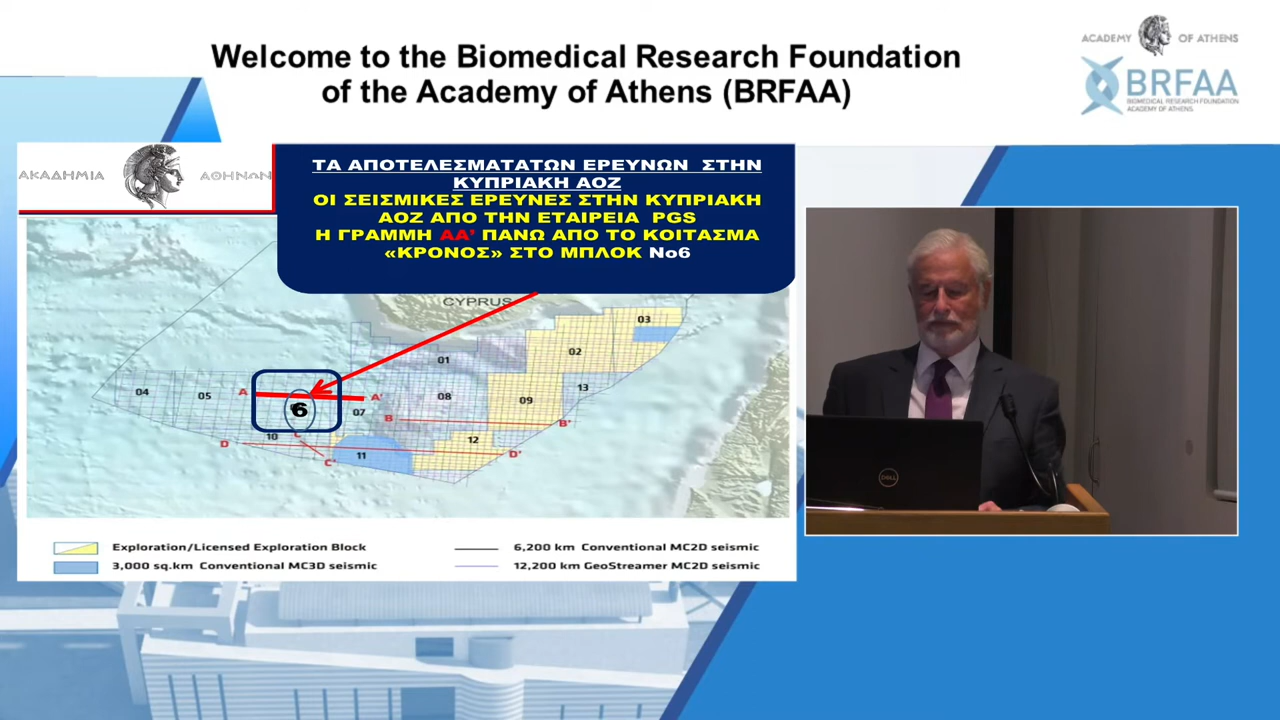 Welcome to the Biomedical Research Foundation
of the Academy of Athens (BRFAA)
ACADEMY OF ATHENS
BRFAA
BIOMEDICAL RESEARCH FOUNDATION
ACADEMY OF ATHENS
ΑΚΑΔΗΜΙΑ ΑΘΗΝΩΝ
ΤΑ ΑΠΟΤΕΛΕΣΜΑΤΑΤΩΝ ΕΡΕΥΝΩΝ ΣΤΗΝ
ΚΥΠΡΙΑΚΗ ΑΟΖ
ΟΙ ΣΕΙΣΜΙΚΕΣ ΕΡΕΥΝΕΣ ΣΤΗΝ ΚΥΠΡΙΑΚΗ
ΑΟΖ ΑΠΟ ΤΗΝ ΕΤΑΙΡΕΙΑ PGS
Η ΓΡΑΜΜΗ ΑΑ’ ΠΑΝΩ ΑΠΟ ΤΟ ΚΟΙΤΑΣΜΑ
«ΚΡΟΝΟΣ» ΣΤΟ ΜΠΛΟΚ Νο6
CYPRUS
03
02
01
04
05
A
A'
6
07
08
09
13
B
B'
10
C
C'
D
D'
11
12
Exploration/Licensed Exploration Block
3,000 sq.km Conventional MC3D seismic
6,200 km Conventional MC2D seismic
12,200 km GeoStreamer MC2D seismic
DELL